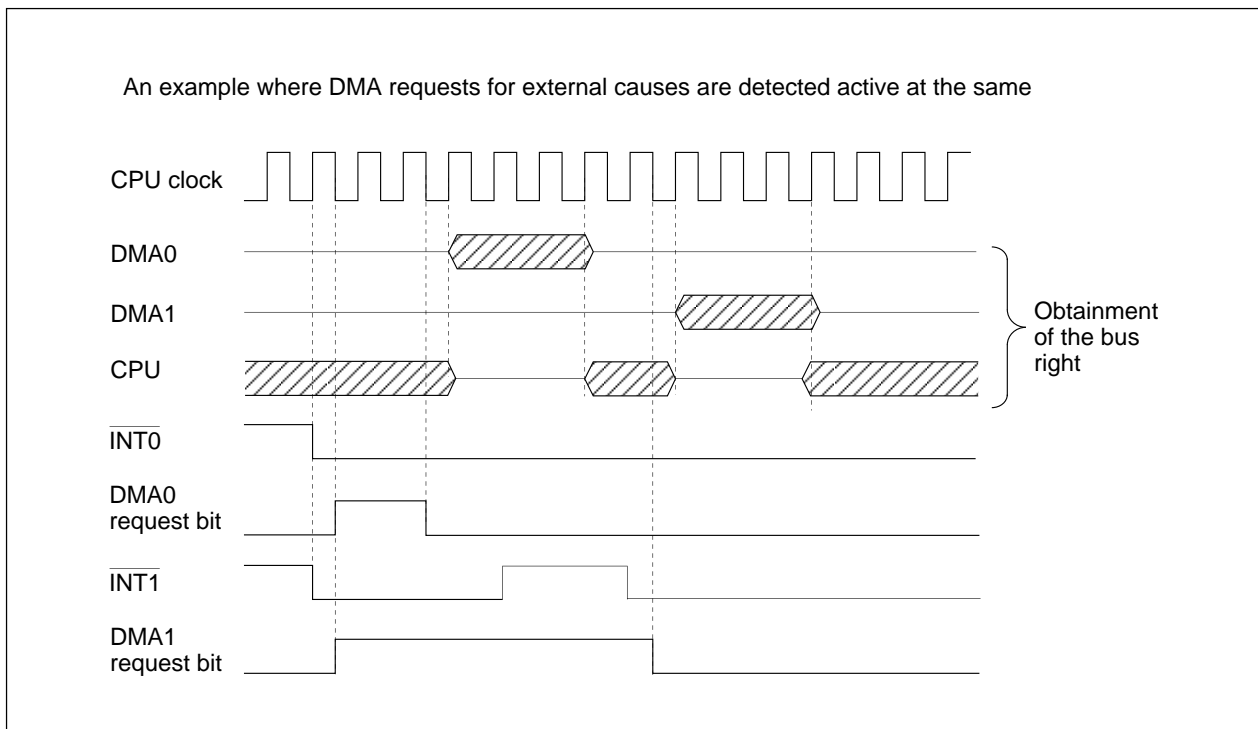 An example where DMA requests for external causes are detected active at the same
CPU clock
DMA0
DMA1
CPU
Obtainment
of the bus
right
INT0
DMA0
request bit
INT1
DMA1
request bit